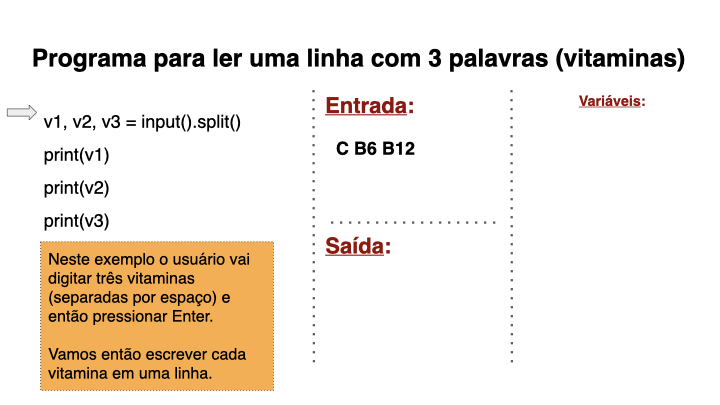 Programa para ler uma linha com 3 palavras (vitaminas)
v1, v2, v3 = input().split()
print(v1)
print(v2)
print(v3)
Neste exemplo o usuário vai
digitar três vitaminas
(separadas por espaço) e
então pressionar Enter.
Vamos então escrever cada
vitamina em uma linha.
Entrada:
C B6 B12
Saída:
Variáveis: